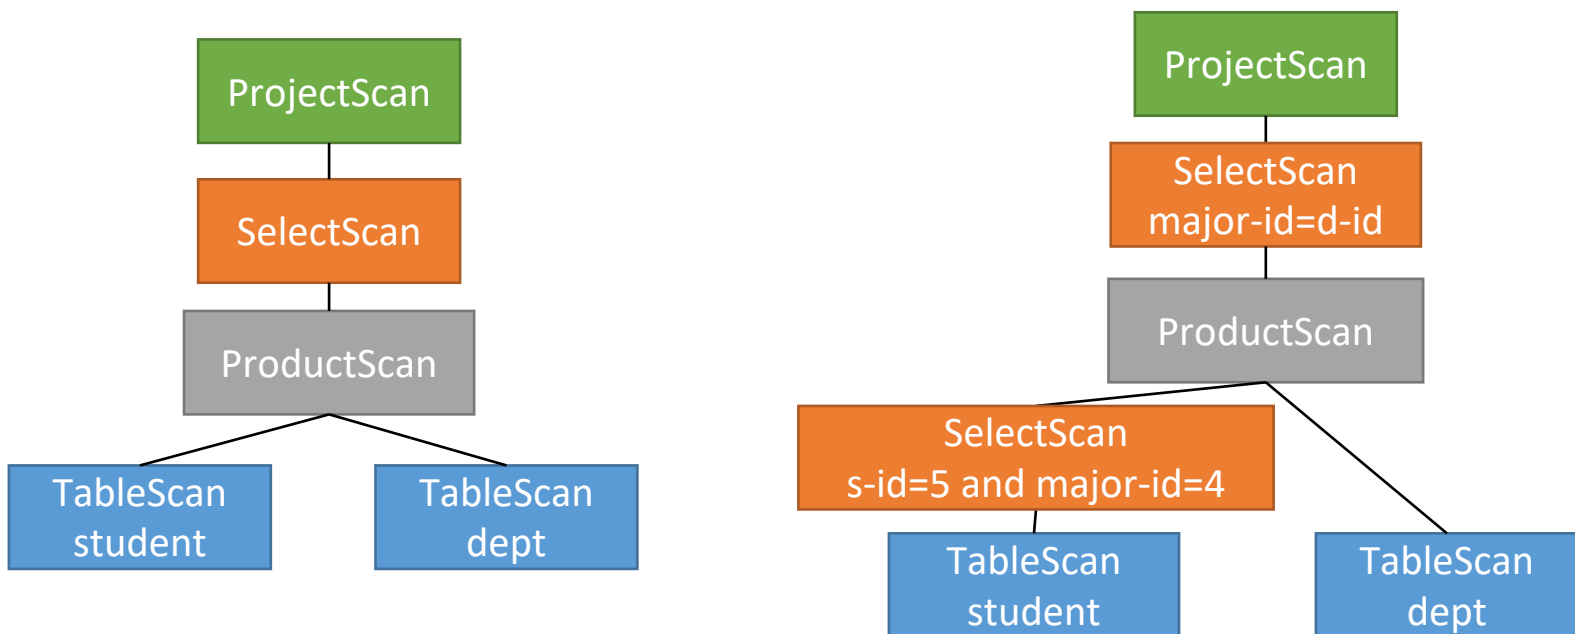 ProjectScan
SelectScan
ProductScan
TableScan
student
TableScan
dept
ProjectScan
SelectScan
major-id=d-id
ProductScan
SelectScan
s-id=5 and major-id=4
TableScan
student
TableScan
dept